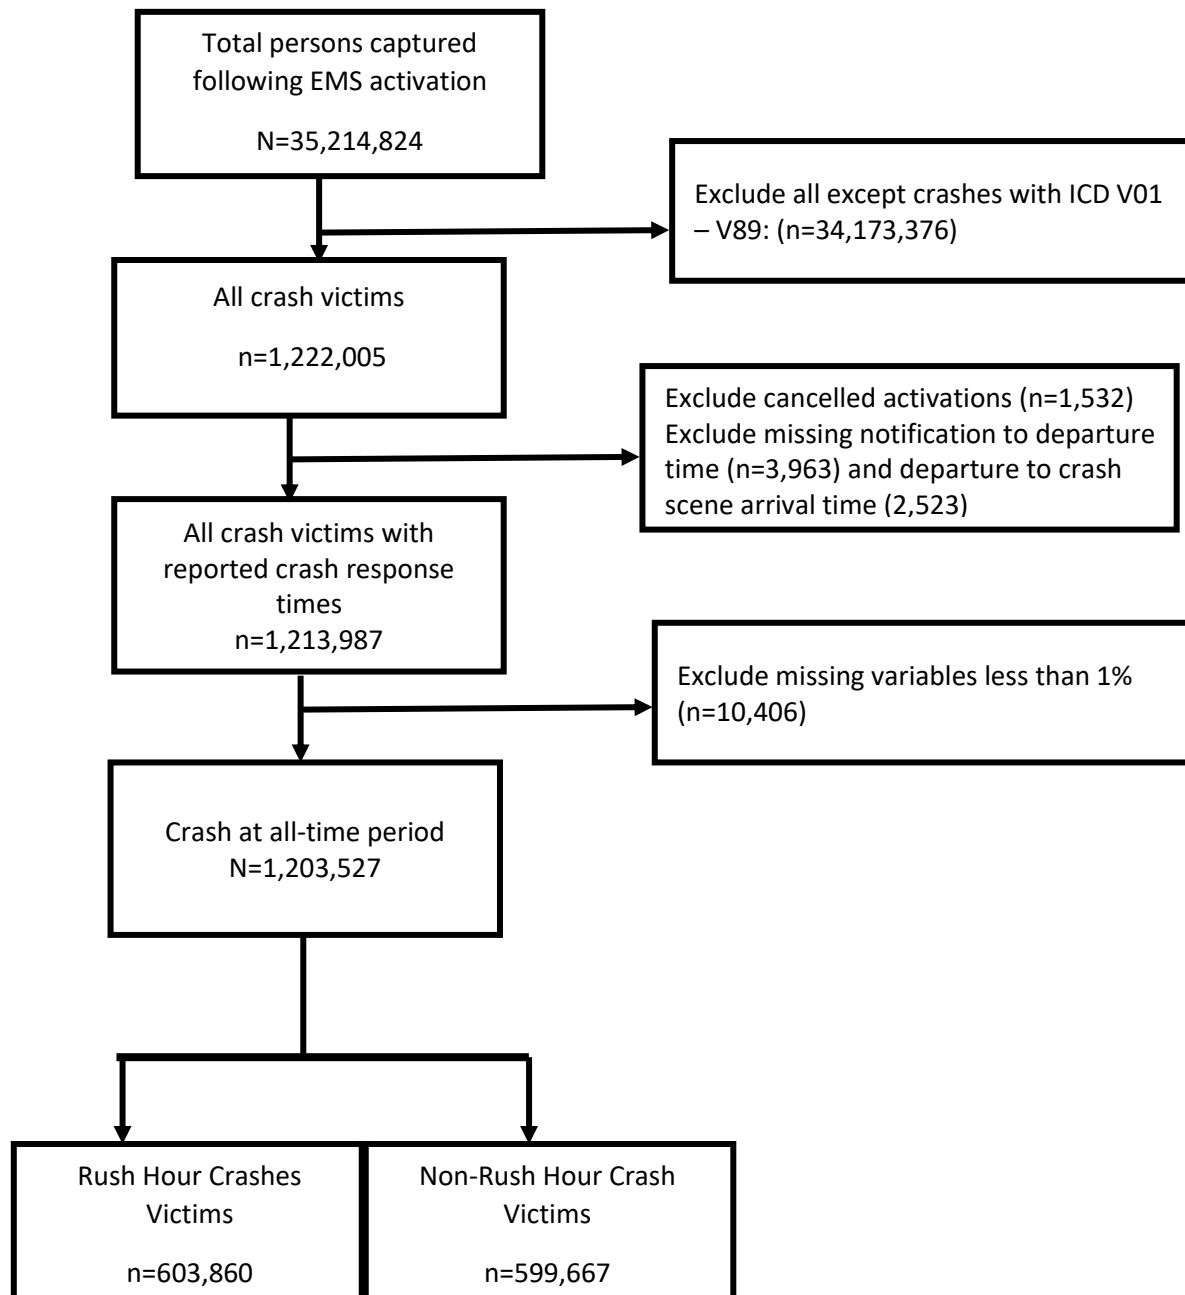 Total persons captured
following EMS activation
N=35,214,824
Exclude all except crashes with ICD V01
– V89: (n=34,173,376)
All crash victims
n=1,222,005
Exclude cancelled activations (n=1,532)
Exclude missing notification to departure
time (n=3,963) and departure to crash
scene arrival time (2,523)
All crash victims with
reported crash response
times
n=1,213,987
Exclude missing variables less than 1%
(n=10,406)
Crash at all-time period
N=1,203,527
Rush Hour Crashes
Victims
n=603,860
Non-Rush Hour Crash
Victims
n=599,667